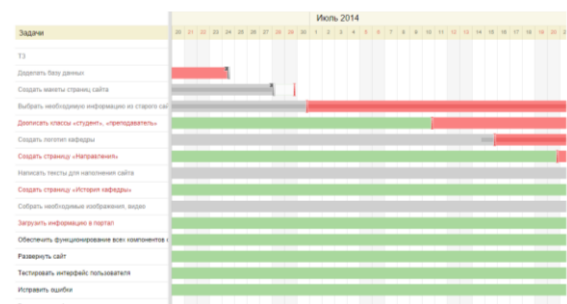 Июль 2014
Задачи
20 21 22 23 24 25 26 27 28 29 30 1 2 3 4 5 6 7 8 9 10 11 12 13 14 15 16 17 18 19 20 2
ТЗ
Доделать базу данных
Создать макеты страниц сайта
Выбрать необходимую информацию из старого сай
Дописать классы «студент», «преподаватель»
Создать логотип кафедры
Создать страницу «Направления»
Написать тексты для наполнения сайта
Создать страницу «История кафедры»
Собрать необходимые изображения, видео
Загрузить информацию в портал
Обеспечить функционирование всех компонентов с
Развернуть сайт
Тестировать интерфейс пользователя
Исправить ошибки